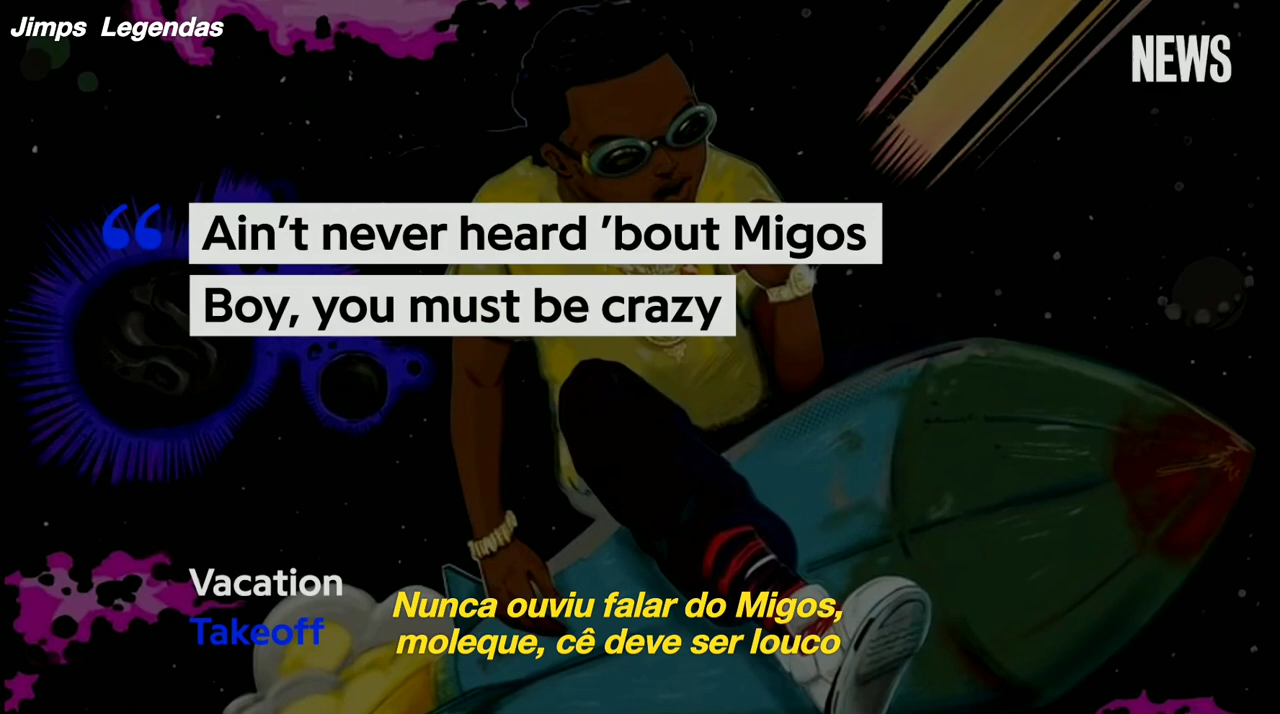 Jimps Legendas
NEWS
“ Ain’t never heard ’bout Migos
Boy, you must be crazy
Vacation
Takeoff
Nunca ouviu falar do Migos,
moleque, cê deve ser louco